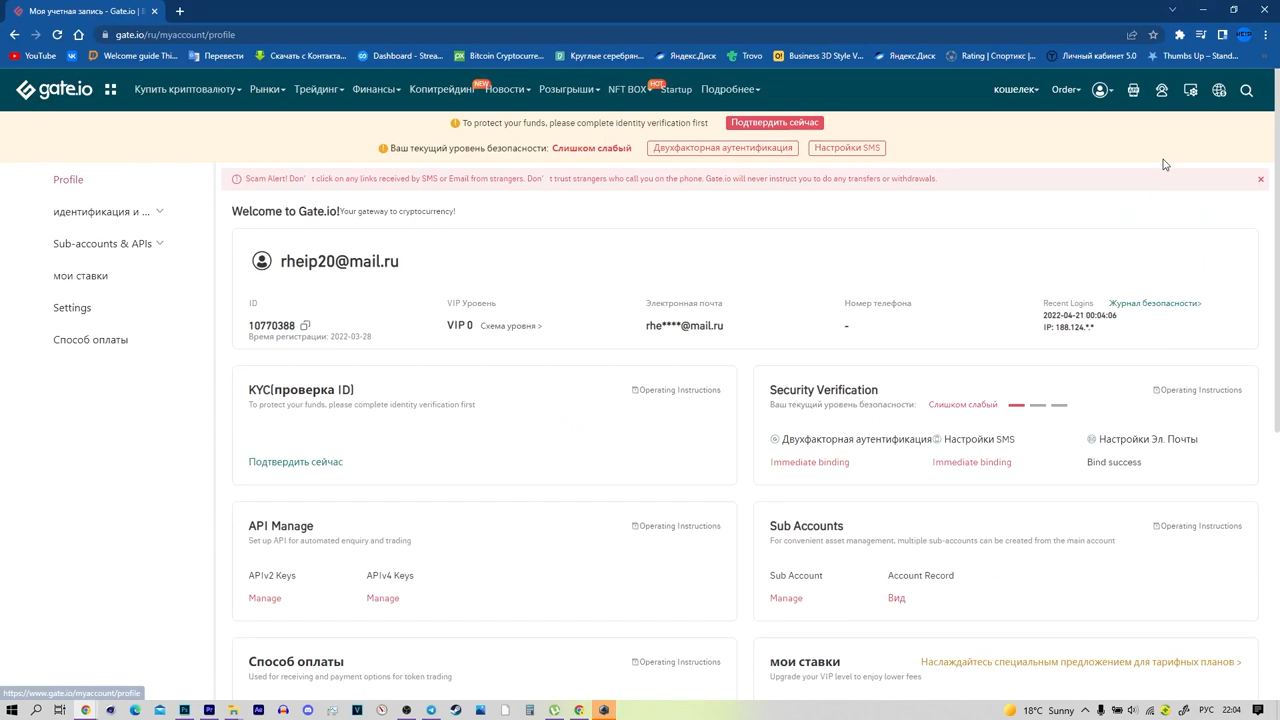 Моя учетная запись | Основн
gate.io/ru/myaccount/profile
YouTube
Welcome guide Thi...
Перевести
Скачать с Контакта...
Dashboard - Strea...
Bitcoin Cryptocurre...
Круглые серебрян...
Яндекс.Диск
Trovo
Business 3D Series V...
Яндекс.Диск
Rating | Спортикс |...
Личный кабинет 5.0
Thumbs Up – Stand...
gate.io
Купить криптовалюту
Рынки
Трейдинг
Финансы
Копитрейдин
NEW
Новости
Розыгрыши
NFT BOX
HOT
Startup
Подробнее
кошелек
Order
To protect your funds, please complete identity verification first
Подтвердить сейчас
Ваш текущий уровень безопасности: Слишком слабый
Двухфакторная аутентификация
Настройки SMS
Scam Alert! Don't click on any links received by SMS or Email from strangers. Don't trust strangers who call you on the phone. Gate.io will never instruct you to do any transfers or withdrawals.
Profile
идентификация и ...
Sub-accounts & APIs
мои ставки
Settings
Способ оплаты
Welcome to Gate.io! Your gateway to cryptocurrency!
rheip20@mail.ru
ID
10770388
Время регистрации: 2022-03-28
VIP Уровень
VIP 0 Схема уровня >
Электронная почта
rhe****@mail.ru
Номер телефона
-
Recent Logins Журнал безопасности>
2022-04-21 00:04:06
IP: 188.124.*.*
KYC(проверка ID)
Operating Instructions
To protect your funds, please complete identity verification first
Подтвердить сейчас
Security Verification
Operating Instructions
Ваш текущий уровень безопасности: Слишком слабый
Двухфакторная аутентификация
Настройки SMS
Настройки Эл. Почты
Immediate binding
Immediate binding
Bind success
API Manage
Operating Instructions
Set up API for automated enquiry and trading
APIv2 Keys
APIv4 Keys
Manage
Manage
Sub Accounts
Operating Instructions
For convenient asset management, multiple sub-accounts can be created from the main account
Sub Account
Account Record
Manage
Вид
Способ оплаты
Operating Instructions
Used for receiving and payment options for token trading
мои ставки
Наслаждайтесь специальным предложением для тарифных планов >
Upgrade your VIP level to enjoy lower fees
https://www.gate.io/myaccount/profile
18°C Sunny
РУС
22:04